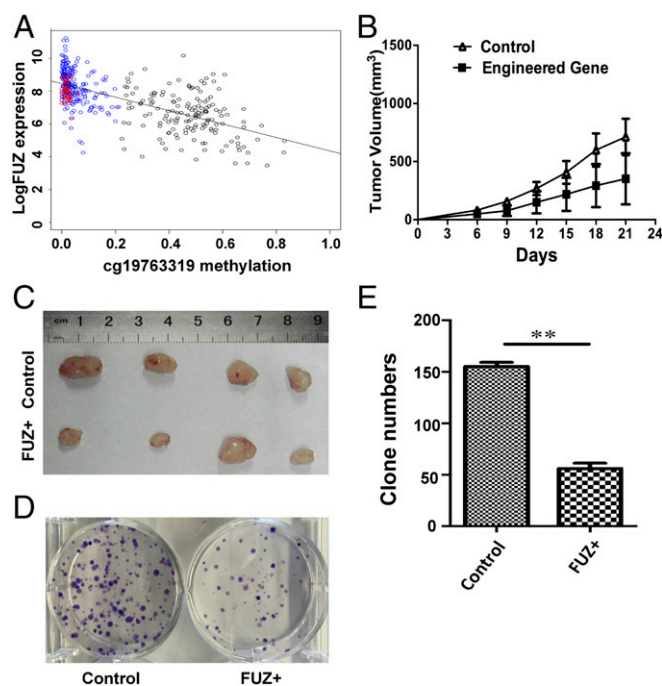 A
LogFUZ expression
0 2 4 6 8 10
0.0 0.2 0.4 0.6 0.8 1.0
cg19763319 methylation
B
Tumor Volume(mm³)
1500
1000
500
0
Control
Engineered Gene
0 3 6 9 12 15 18 21 24
Days
C
cm 1 2 3 4 5 6 7 8 9
Control
FUZ+
D
Control FUZ+
E
Clone numbers
200
150
100
50
0
**
Control
FUZ+